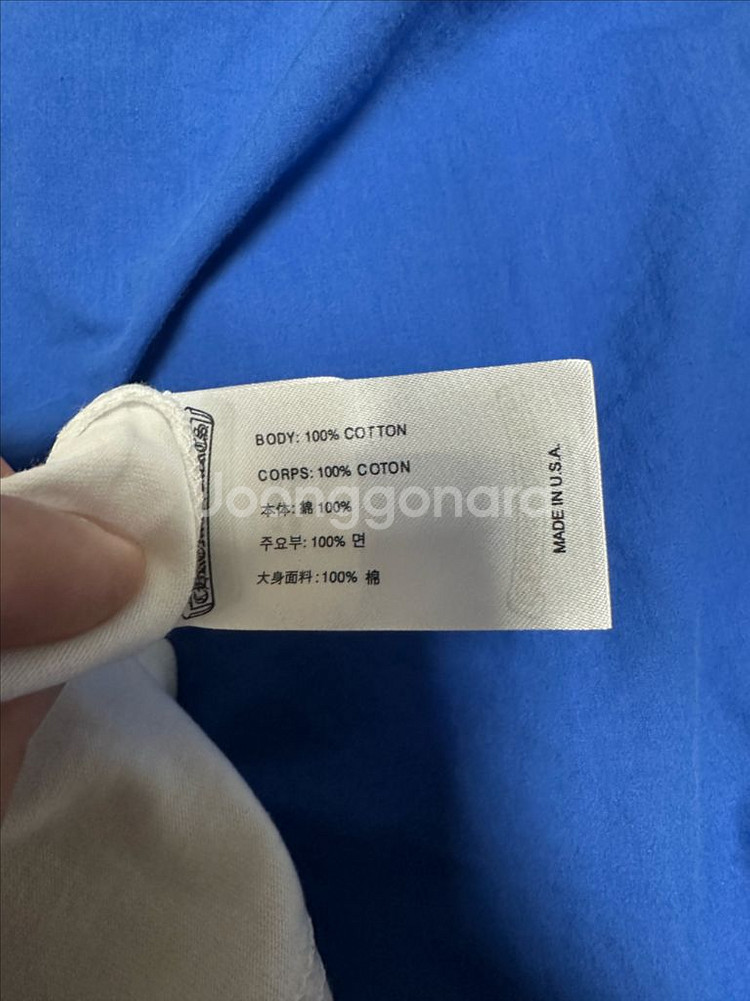 BODY: 100% COTTON
CORPS: 100% COTON
本体: 綿 100%
주요부: 100% 면
大身面料: 100% 棉
MADE IN U.S.A.
Joonggonara